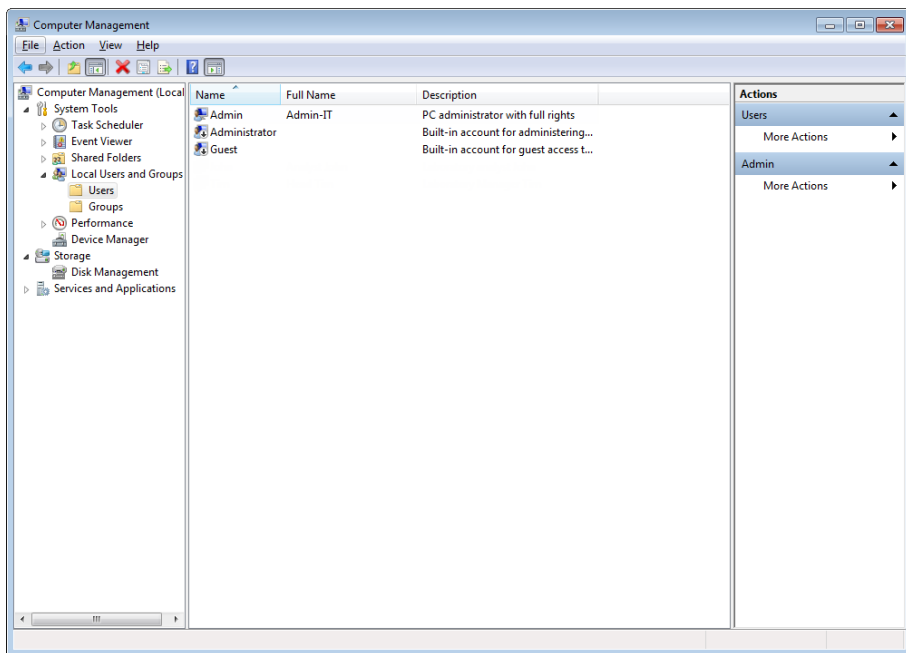 Computer Management
File Action View Help
Computer Management (Local
System Tools
Task Scheduler
Event Viewer
Shared Folders
Local Users and Groups
Users
Groups
Performance
Device Manager
Storage
Disk Management
Services and Applications
Name Full Name Description
Admin Admin-IT PC administrator with full rights
Administrator Built-in account for administering...
Guest Built-in account for guest access t...
Actions
Users
More Actions
Admin
More Actions